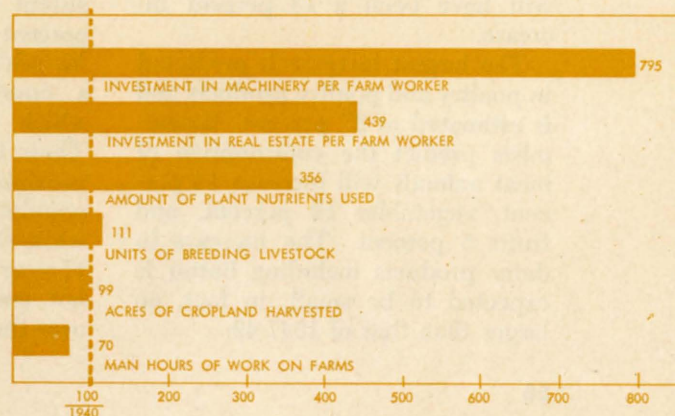 795
INVESTMENT IN MACHINERY PER FARM WORKER
439
INVESTMENT IN REAL ESTATE PER FARM WORKER
356
AMOUNT OF PLANT NUTRIENTS USED
111
UNITS OF BREEDING LIVESTOCK
99
ACRES OF CROPLAND HARVESTED
70
MAN HOURS OF WORK ON FARMS
100 200 300 400 500 600 700 800
1940